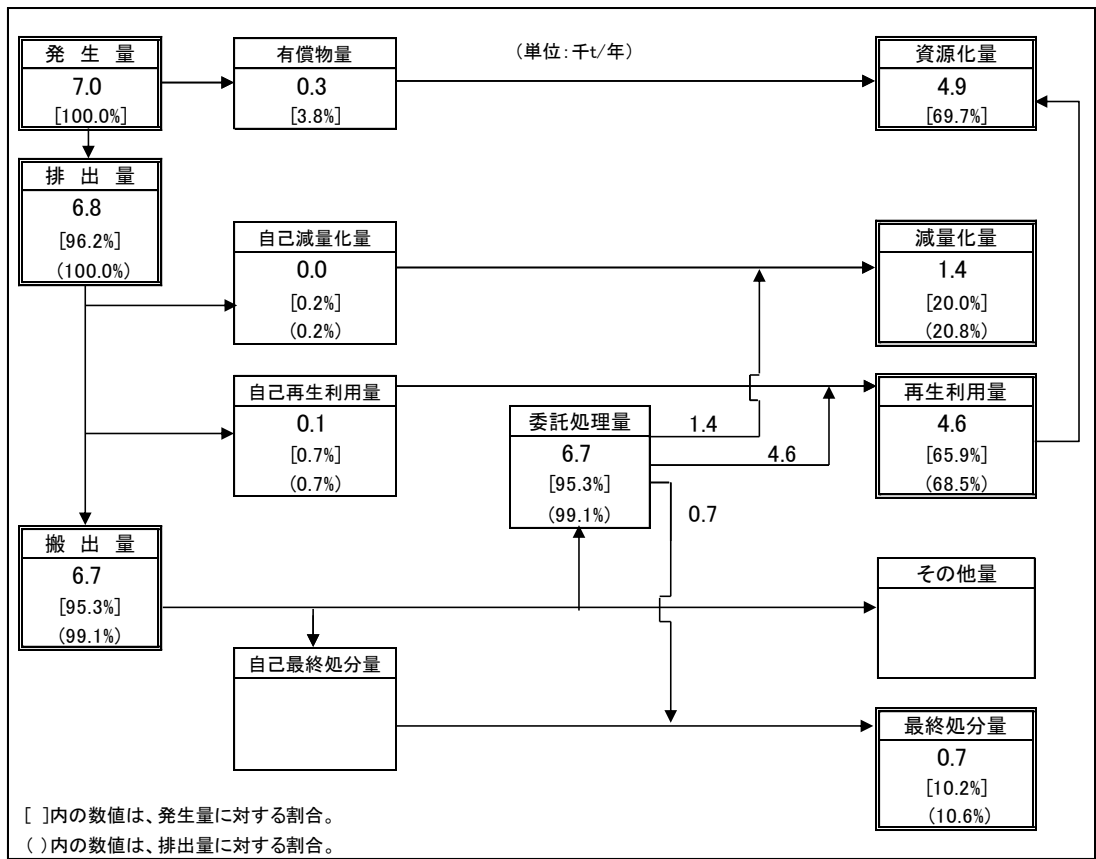 発 生 量
7.0
[100.0%]
有償物量
0.3
[3.8%]
(単位:千t/年)
資源化量
4.9
[69.7%]
排 出 量
6.8
[96.2%]
(100.0%)
自己減量化量
0.0
[0.2%]
(0.2%)
減量化量
1.4
[20.0%]
(20.8%)
自己再生利用量
0.1
[0.7%]
(0.7%)
委託処理量
6.7
[95.3%]
(99.1%)
1.4
4.6
0.7
再生利用量
4.6
[65.9%]
(68.5%)
搬 出 量
6.7
[95.3%]
(99.1%)
その他量
自己最終処分量
最終処分量
0.7
[10.2%]
(10.6%)
[ ]内の数値は、発生量に対する割合。
( )内の数値は、排出量に対する割合。